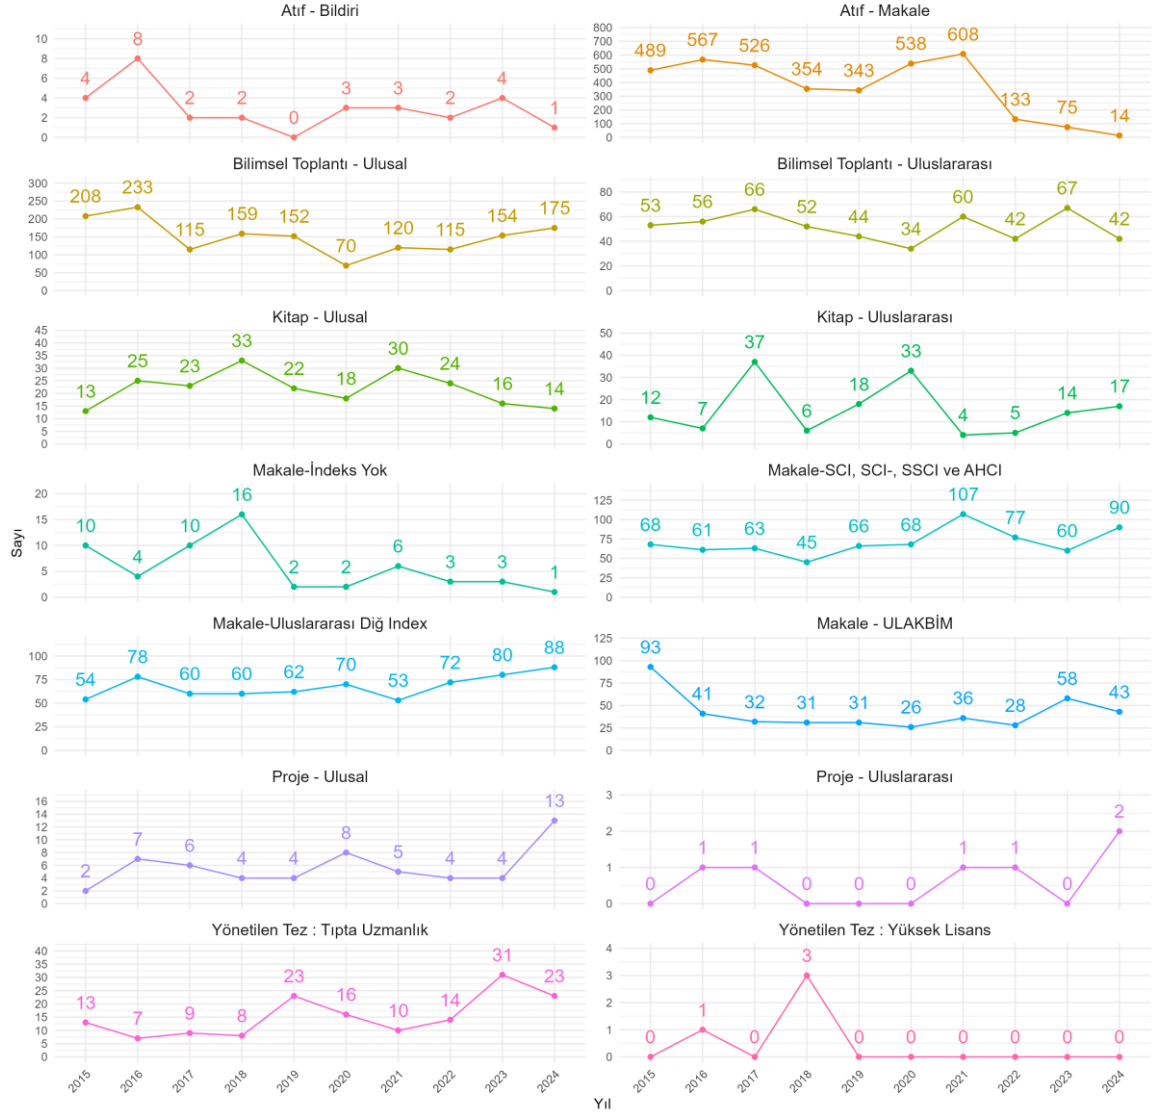 Atıf - Bildiri
10
8
6
4
2
0
4 8 2 2 0 3 3 2 4 1
Atıf - Makale
800
700
600
500
400
300
200
100
0
489 567 526 354 343 538 608 133 75 14
Bilimsel Toplantı - Ulusal
300
250
200
150
100
50
0
208 233 115 159 152 70 120 115 154 175
Bilimsel Toplantı - Uluslararası
80
60
40
20
0
53 56 66 52 44 34 60 42 67 42
Kitap - Ulusal
45
40
35
30
25
20
15
10
5
0
13 25 23 33 22 18 30 24 16 14
Kitap - Uluslararası
50
40
30
20
10
0
12 7 37 6 18 33 4 5 14 17
Makale-İndeks Yok
20
15
10
5
0
10 4 10 16 2 2 6 3 3 1
Makale-SCI, SCI-, SSCI ve AHCI
125
100
75
50
25
0
68 61 63 45 66 68 107 77 60 90
Sayı
Makale-Uluslararası Diğ Index
100
75
50
25
0
54 78 60 60 62 70 53 72 80 88
Makale - ULAKBİM
125
100
75
50
25
0
93 41 32 31 31 26 36 28 58 43
Proje - Ulusal
16
14
12
10
8
6
4
2
0
2 7 6 4 4 8 5 4 4 13
Proje - Uluslararası
3
2
1
0
0 1 1 0 0 0 1 1 0 2
Yönetilen Tez : Tıpta Uzmanlık
40
35
30
25
20
15
10
5
0
13 7 9 8 23 16 10 14 31 23
2015 2016 2017 2018 2019 2020 2021 2022 2023 2024
Yönetilen Tez : Yüksek Lisans
4
3
2
1
0
0 1 0 3 0 0 0 0 0 0
2015 2016 2017 2018 2019 2020 2021 2022 2023 2024
Yıl